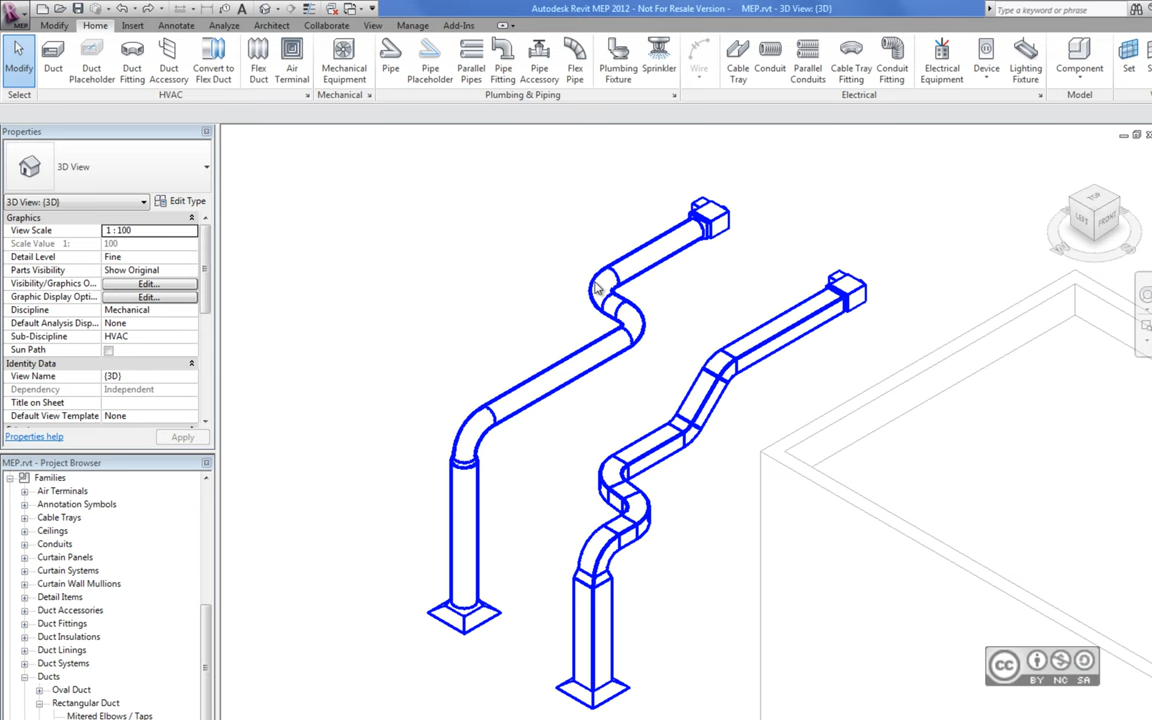 Autodesk Revit MEP 2012 - Not For Resale Version - MEP.rvt - 3D View: {3D}
Type a keyword or phrase
MEP
Modify Home Insert Annotate Analyze Architect Collaborate View Manage Add-Ins
Modify
Duct
Duct Placeholder
Duct Fitting
Duct Accessory
Convert to Flex Duct
Flex Duct
Air Terminal
Mechanical Equipment
Pipe
Pipe Placeholder
Parallel Pipes
Pipe Fitting
Pipe Accessory
Flex Pipe
Plumbing Fixture
Sprinkler
Wire
Cable Tray
Conduit
Parallel Conduits
Cable Tray Fitting
Conduit Fitting
Electrical Equipment
Device
Lighting Fixture
Component
Set
Select HVAC Mechanical Plumbing & Piping Electrical Model
Properties
3D View
3D View: {3D} Edit Type
Graphics
View Scale 1 : 100
Scale Value 1: 100
Detail Level Fine
Parts Visibility Show Original
Visibility/Graphics O... Edit...
Graphic Display Opti... Edit...
Discipline Mechanical
Default Analysis Disp... None
Sub-Discipline HVAC
Sun Path
Identity Data
View Name {3D}
Dependency Independent
Title on Sheet
Default View Template None
Properties help Apply
MEP.rvt - Project Browser
Families
Air Terminals
Annotation Symbols
Cable Trays
Ceilings
Conduits
Curtain Panels
Curtain Systems
Curtain Wall Mullions
Detail Items
Duct Accessories
Duct Fittings
Duct Insulations
Duct Linings
Duct Systems
Ducts
Oval Duct
Rectangular Duct
Mitered Elbows / Taps
TOP
LEFT FRONT
cc
BY NC SA